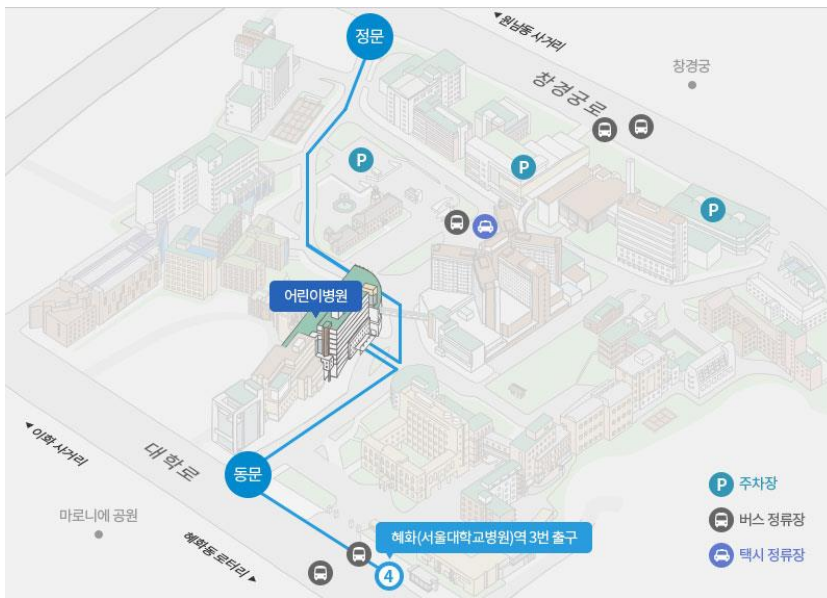 정문
◀원남동 사거리
창경궁
창경궁로
P
P
P
어린이병원
◀이화 사거리
대학로
동문
마로니에 공원
혜화동 로터리▶
혜화(서울대학교병원)역 3번 출구
4
P 주차장
버스 정류장
택시 정류장